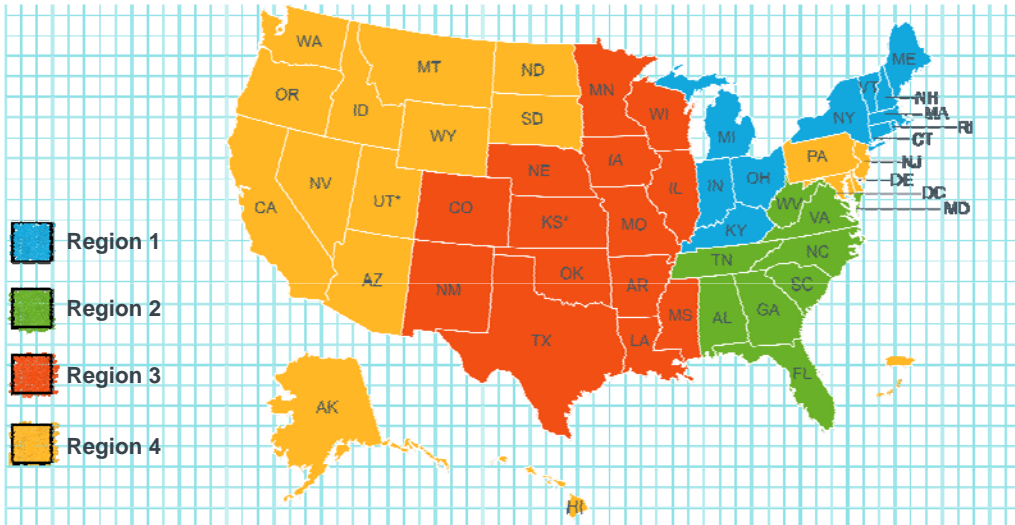 WA
MT
ND
ME
OR
ID
MN
VT
NH
SD
WI
NY
MA
WY
MI
RI
CT
NE
IA
PA
NJ
NV
IL
IN
OH
DE
UT*
CO
DC
CA
KS*
MO
WV
VA
MD
KY
Region 1
NC
TN
AZ
OK
AR
SC
NM
Region 2
MS
AL
GA
TX
LA
Region 3
FL
AK
Region 4
HI